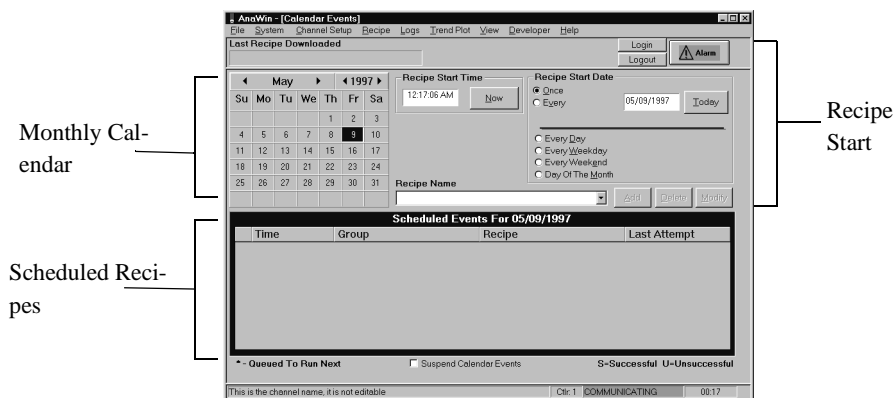 AnaWin - [Calendar Events]
File System Channel Setup Recipe Logs Trend Plot View Developer Help
Last Recipe Downloaded
Login
Logout
Alarm
May 1997
Su Mo Tu We Th Fr Sa
1 2 3
4 5 6 7 8 9 10
11 12 13 14 15 16 17
18 19 20 21 22 23 24
25 26 27 28 29 30 31
Recipe Start Time
12:17:06 AM
Now
Recipe Start Date
Once
Every
05/09/1997
Today
Every Day
Every Weekday
Every Weekend
Day Of The Month
Recipe Name
Add Delete Modify
Scheduled Events For 05/09/1997
Time Group Recipe Last Attempt
^ - Queued To Run Next
Suspend Calendar Events
S=Successful U=Unsuccessful
This is the channel name, it is not editable
Ctlr: 1 COMMUNICATING 00:17
Monthly Cal-
endar
Scheduled Reci-
pes
Recipe
Start